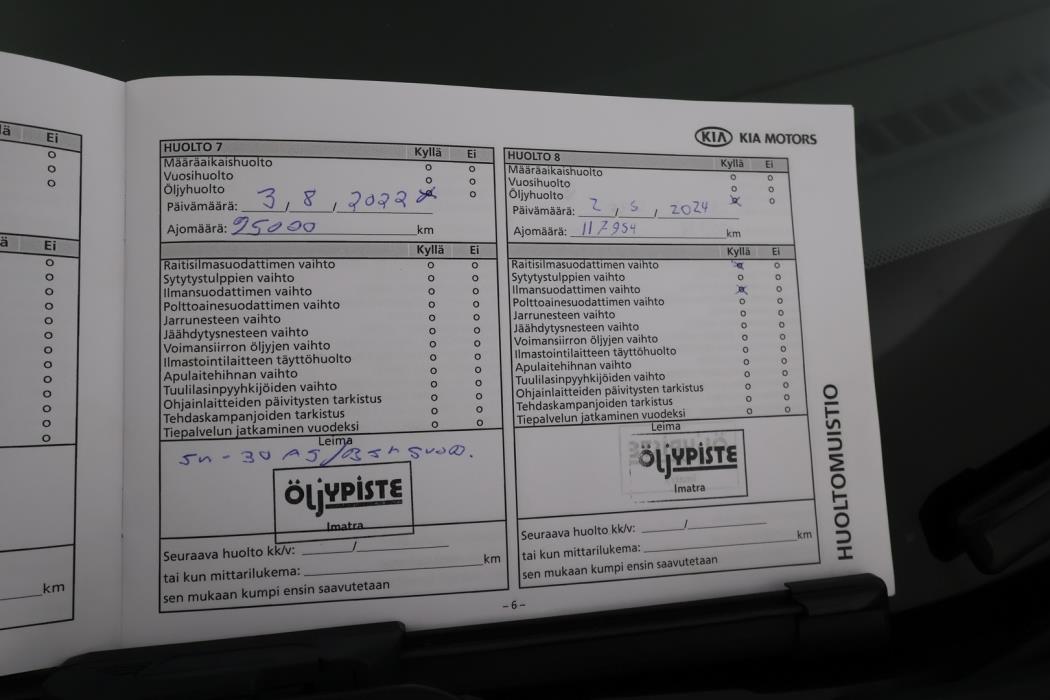 lä Ei
ä Ei
km
KIA KIA MOTORS
HUOLTO 7 Kyllä Ei
Määräaikaishuolto
Vuosihuolto
Öljyhuolto
Päivämäärä: 3, 8, 2022
Ajomäärä: 95000 km
Kyllä Ei
Raitisilmasuodattimen vaihto
Sytytystulppien vaihto
Ilmansuodattimen vaihto
Polttoainesuodattimen vaihto
Jarrunesteen vaihto
Jäähdytysnesteen vaihto
Voimansiirron öljyjen vaihto
Ilmastointilaitteen täyttöhuolto
Apulaitehihnan vaihto
Tuulilasinpyyhkijöiden vaihto
Ohjainlaitteiden päivitysten tarkistus
Tehdaskampanjoiden tarkistus
Tiepalvelun jatkaminen vuodeksi
Leima
ÖLJYPISTE
Imatra
Seuraava huolto kk/v: /
tai kun mittarilukema: km
sen mukaan kumpi ensin saavutetaan
HUOLTO 8 Kyllä Ei
Määräaikaishuolto
Vuosihuolto
Öljyhuolto
Päivämäärä: 2, 5, 2024
Ajomäärä: 117954 km
Kyllä Ei
Raitisilmasuodattimen vaihto
Sytytystulppien vaihto
Ilmansuodattimen vaihto
Polttoainesuodattimen vaihto
Jarrunesteen vaihto
Jäähdytysnesteen vaihto
Voimansiirron öljyjen vaihto
Ilmastointilaitteen täyttöhuolto
Apulaitehihnan vaihto
Tuulilasinpyyhkijöiden vaihto
Ohjainlaitteiden päivitysten tarkistus
Tehdaskampanjoiden tarkistus
Tiepalvelun jatkaminen vuodeksi
Leima
ÖLJYPISTE
Imatra
Seuraava huolto kk/v: /
tai kun mittarilukema: km
sen mukaan kumpi ensin saavutetaan
HUOLTOMUISTIO
– 6 –